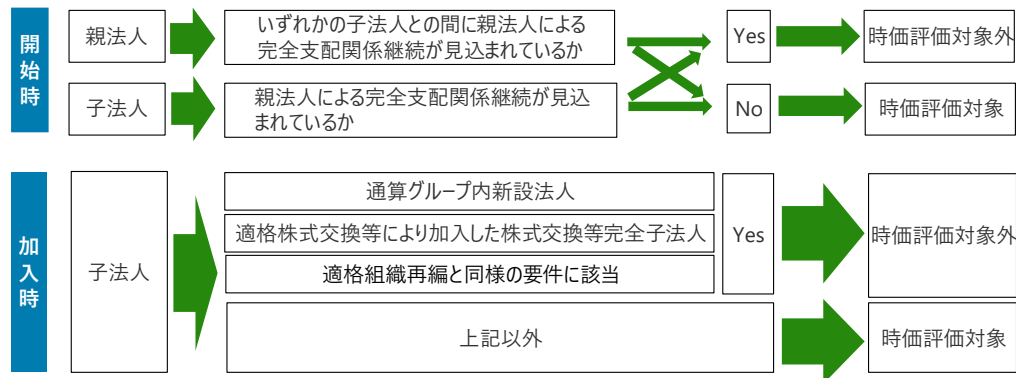 開始時
親法人
いずれかの子法人との間に親法人による
完全支配関係継続が見込まれているか
Yes
時価評価対象外
子法人
親法人による完全支配関係継続が見込
まれているか
No
時価評価対象
加入時
子法人
通算グループ内新設法人
適格株式交換等により加入した株式交換等完全子法人
適格組織再編と同様の要件に該当
Yes
時価評価対象外
上記以外
時価評価対象